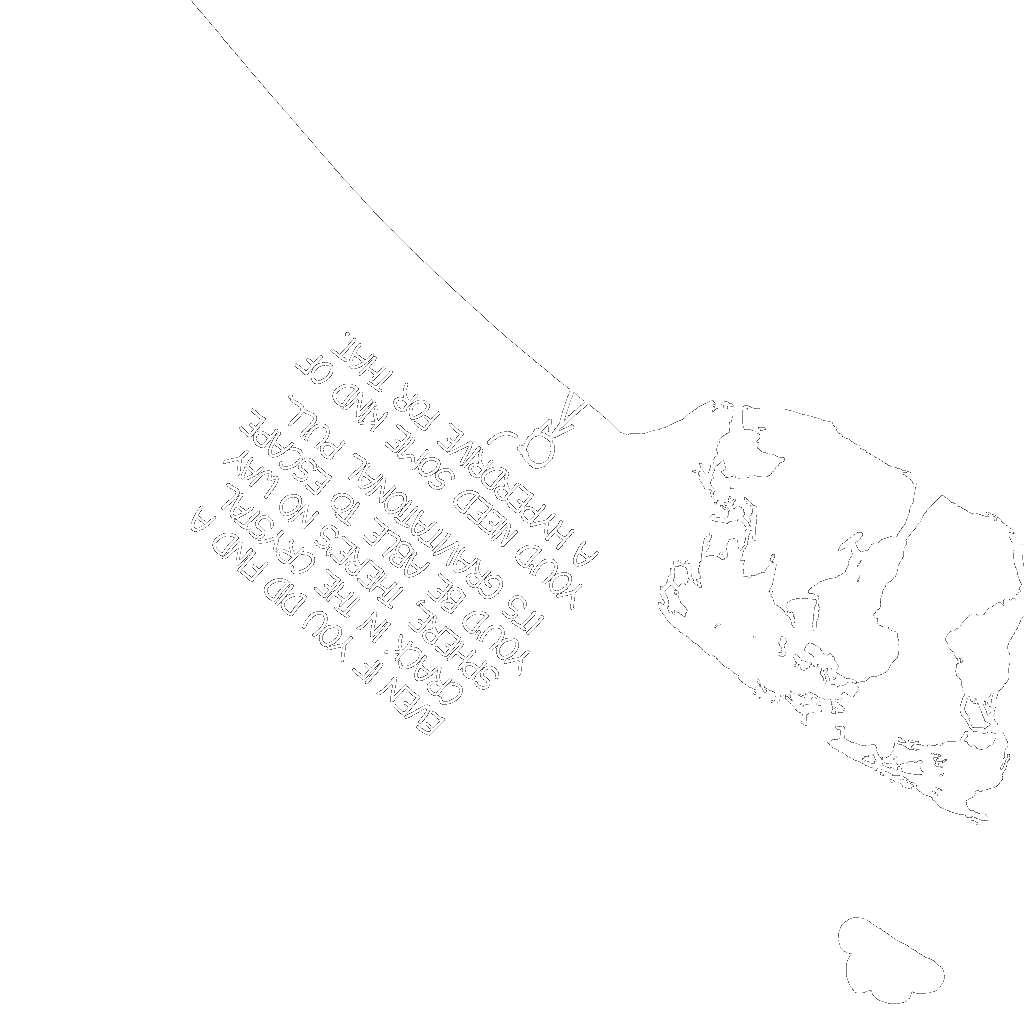 EVEN IF YOU DID FIND A
CRACK IN THE CRYSTAL
SPHERE, THERE'S NO WAY
YOU'D BE ABLE TO ESCAPE
ITS GRAVITATIONAL PULL
YOU'D NEED SOME KIND OF
A HYPERDRIVE FOR THAT.